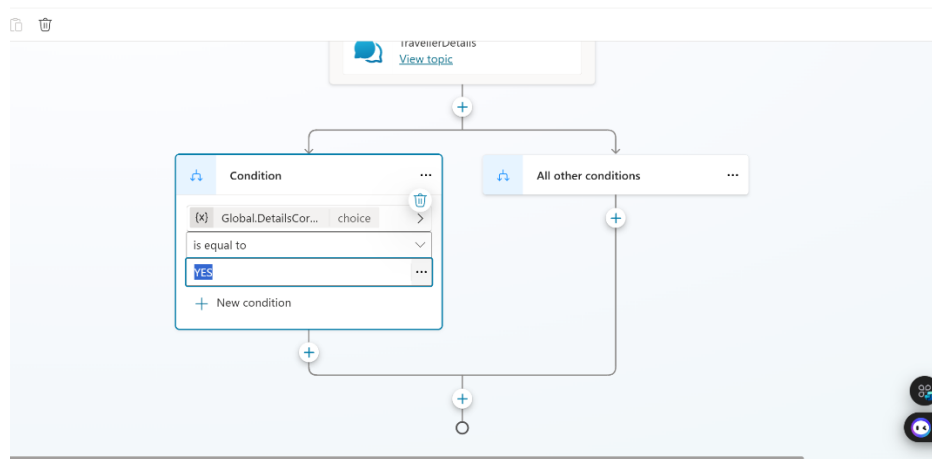 TravellerDetails
View topic
Condition
All other conditions
{x} Global.DetailsCor... choice
is equal to
YES
New condition